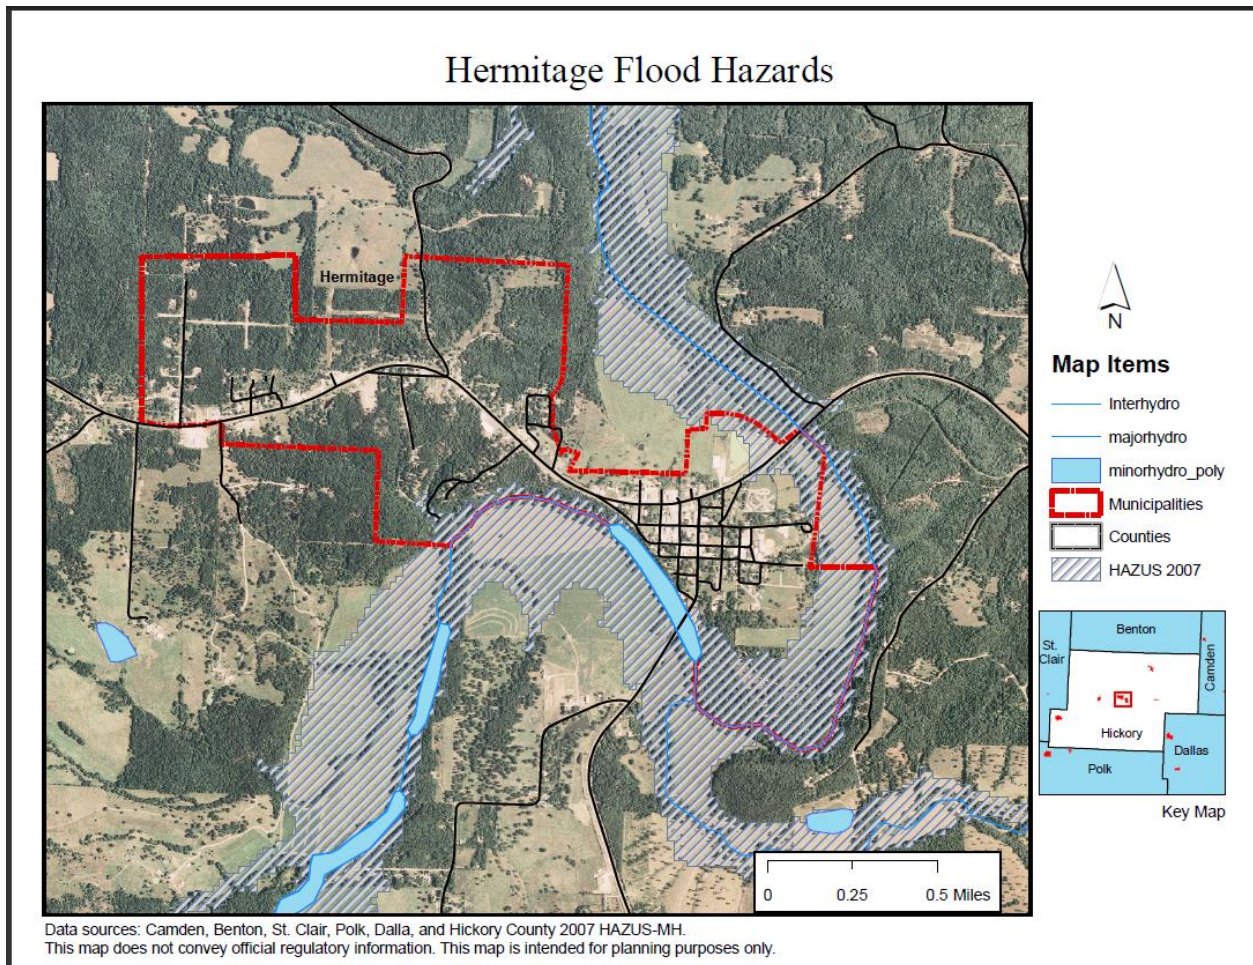 Hermitage Flood Hazards
Hermitage
N
Map Items
Interhydro
majorhydro
minorhydro_poly
Municipalities
Counties
HAZUS 2007
Benton
St.
Clair
Camden
Hickory
Dallas
Polk
Key Map
0 0.25 0.5 Miles
Data sources: Camden, Benton, St. Clair, Polk, Dalla, and Hickory County 2007 HAZUS-MH.
This map does not convey official regulatory information. This map is intended for planning purposes only.